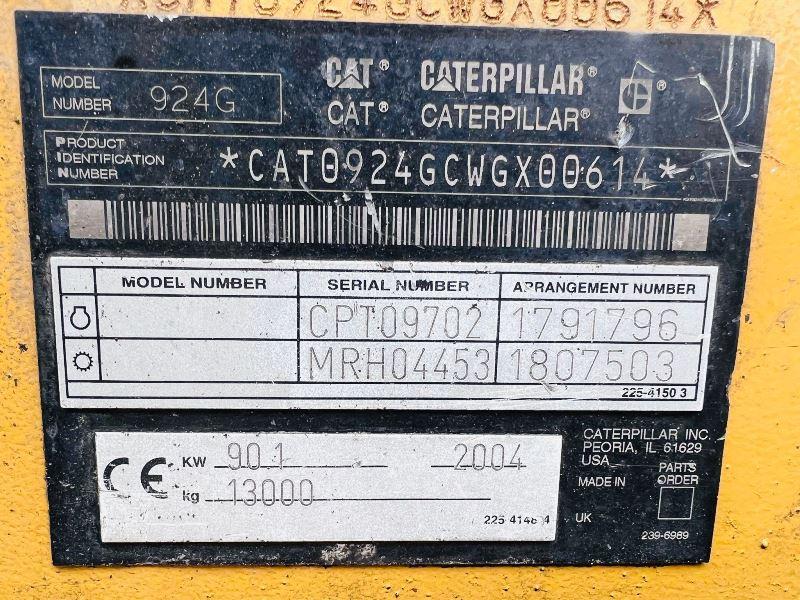 MODEL NUMBER 924G
CAT® CATERPILLAR®
CAT® CATERPILLAR®
PRODUCT
IDENTIFICATION
NUMBER
*CAT0924GCWGX00614*
MODEL NUMBER SERIAL NUMBER ARRANGEMENT NUMBER
CPT09702 1791796
MRH04453 1807503
225-4150 3
CE KW 90.1 2004
kg 13000
CATERPILLAR INC.
PEORIA, IL 61629
USA
MADE IN
UK
PARTS
ORDER
239-6989